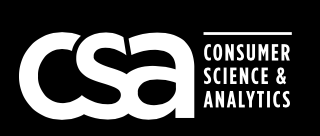 csa
CONSUMER
SCIENCE &
ANALYTICS